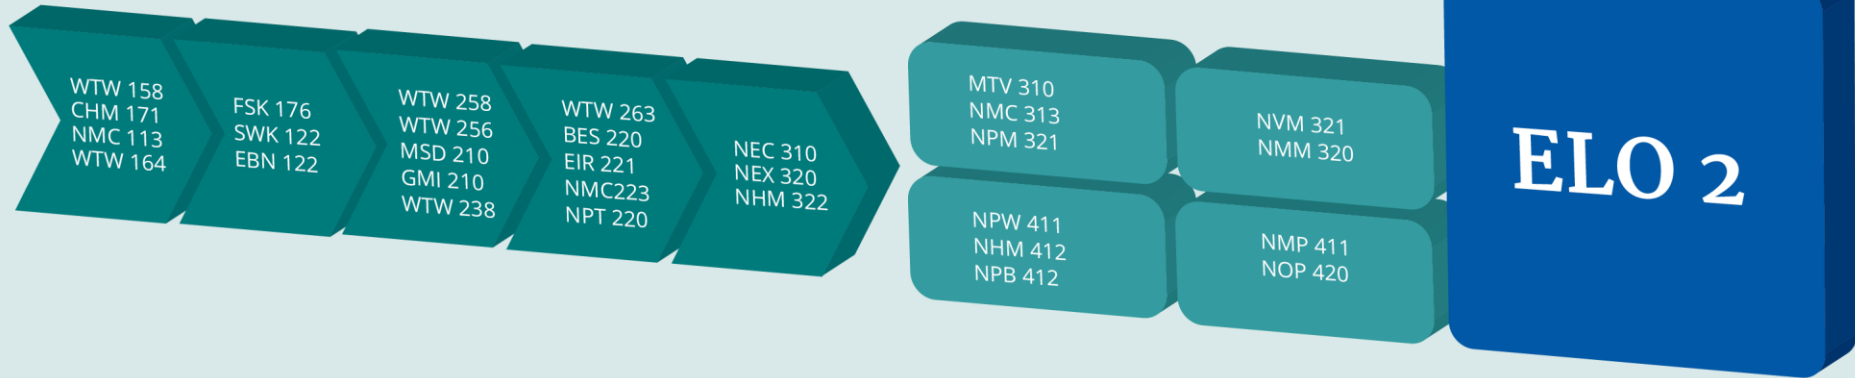 WTW 158
CHM 171
NMC 113
WTW 164
FSK 176
SWK 122
EBN 122
WTW 258
WTW 256
MSD 210
GMI 210
WTW 238
WTW 263
BES 220
EIR 221
NMC223
NPT 220
NEC 310
NEX 320
NHM 322
MTV 310
NMC 313
NPM 321
NVM 321
NMM 320
NPW 411
NHM 412
NPB 412
NMP 411
NOP 420
ELO 2